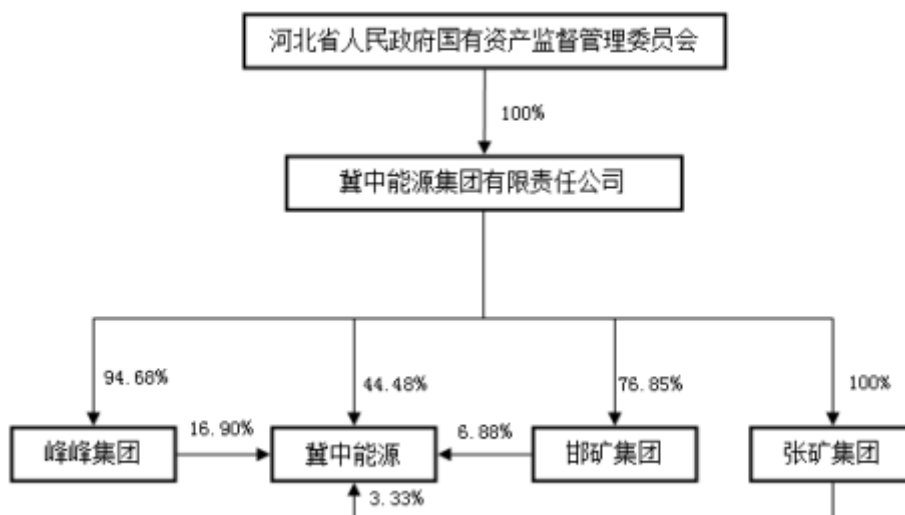 河北省人民政府国有资产监督管理委员会
100%
冀中能源集团有限责任公司
94.68%
44.48%
76.85%
100%
峰峰集团
16.90%
冀中能源
6.88%
邯矿集团
张矿集团
3.33%